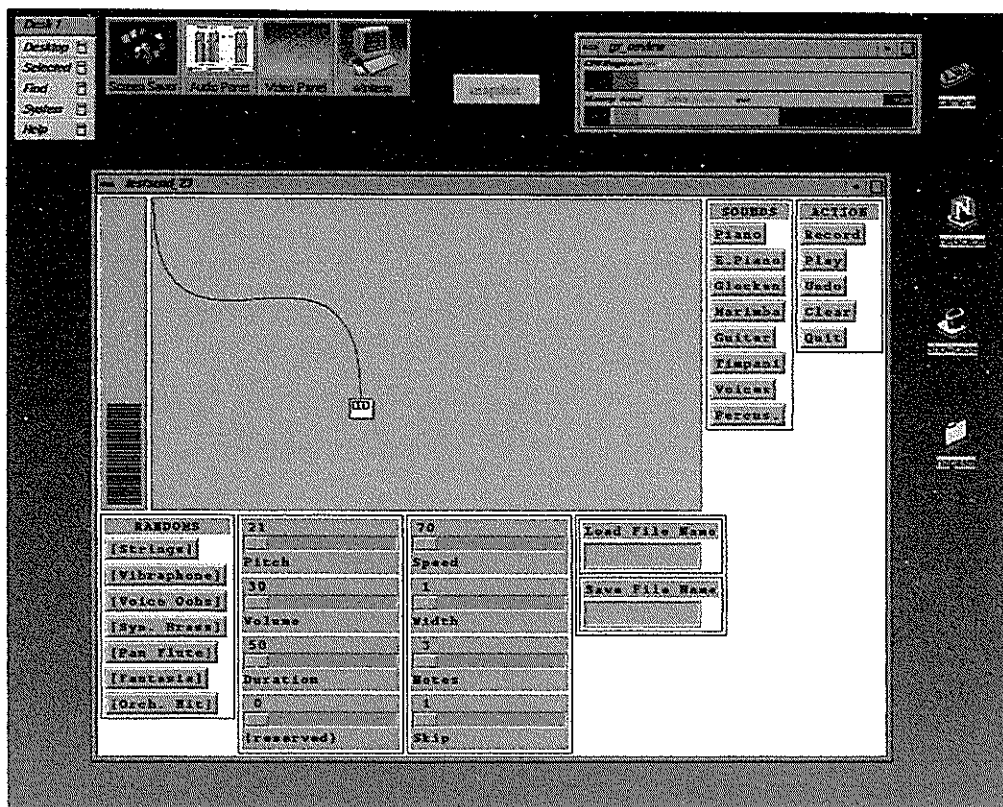 Desk 1
Desktop
Selected
Find
System
Help
Screen Saver
Audio Panel
Video Panel
snapshot
gr_osview
SOUNDS
Piano
E.Piano
Glocken
Marimba
Guitar
Timpani
Voices
Percus.
ACTION
Record
Play
Undo
Clear
Quit
RANDOMS
[Strings]
[Vibraphone]
[Voice Oohs]
[Syn. Brass]
[Pan Flute]
[Fantasia]
[Orch. Hit]
21
Pitch
30
Volume
50
Duration
0
(reserved)
70
Speed
1
Width
3
Notes
1
Skip
Load File Name
Save File Name